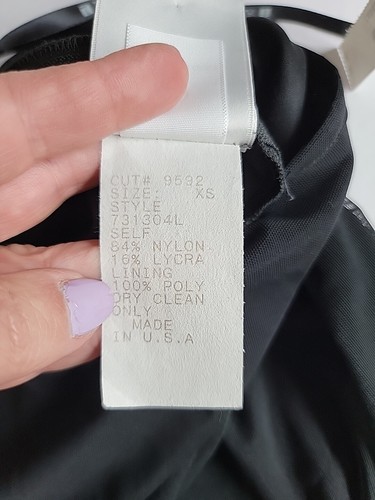 CUT# 9592
SIZE: XS
STYLE
731304L
SELF
84% NYLON.
16% LYCRA
LINING
100% POLY
DRY CLEAN
ONLY
MADE
IN U.S.A